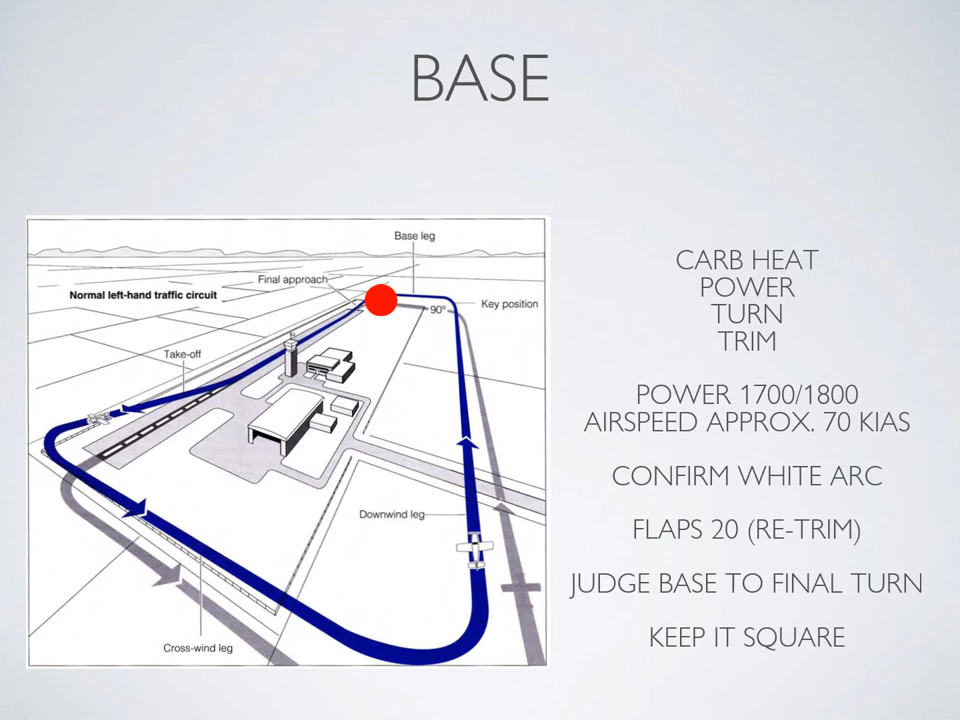 BASE
Base leg
Final approach
Normal left-hand traffic circuit
Key position
90°
Take-off
Downwind leg
Cross-wind leg
CARB HEAT
POWER
TURN
TRIM
POWER 1700/1800
AIRSPEED APPROX. 70 KIAS
CONFIRM WHITE ARC
FLAPS 20 (RE-TRIM)
JUDGE BASE TO FINAL TURN
KEEP IT SQUARE